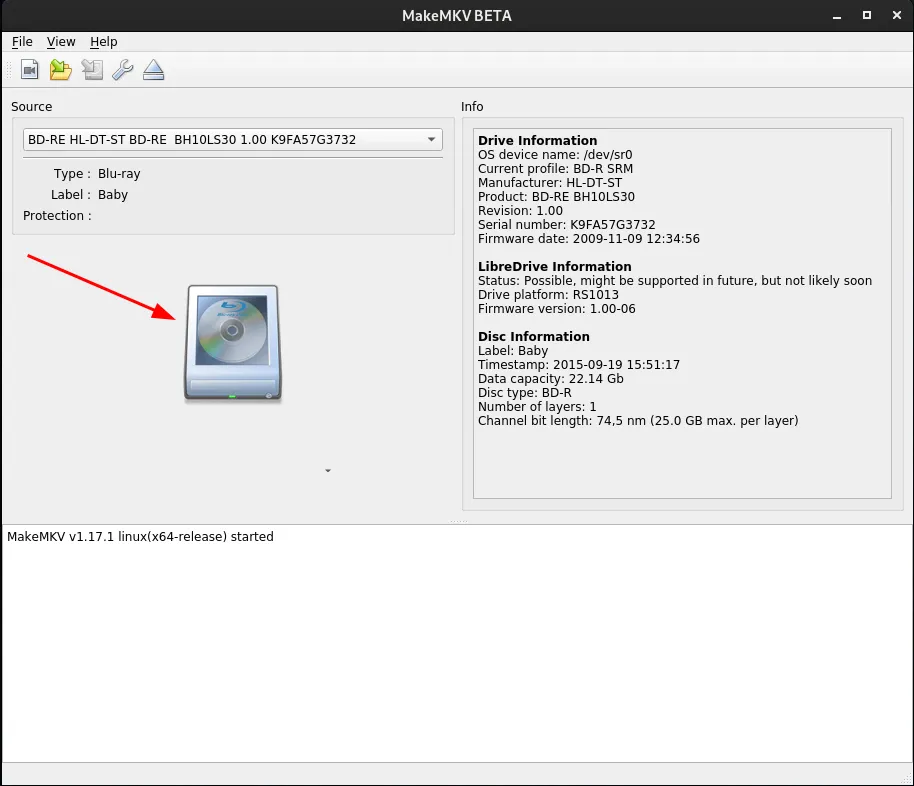 MakeMKV BETA
File View Help
Source
BD-RE HL-DT-ST BD-RE  BH10LS30 1.00 K9FA57G3732
Type : Blu-ray
Label : Baby
Protection :
Info
Drive Information
OS device name: /dev/sr0
Current profile: BD-R SRM
Manufacturer: HL-DT-ST
Product: BD-RE BH10LS30
Revision: 1.00
Serial number: K9FA57G3732
Firmware date: 2009-11-09 12:34:56
LibreDrive Information
Status: Possible, might be supported in future, but not likely soon
Drive platform: RS1013
Firmware version: 1.00-06
Disc Information
Label: Baby
Timestamp: 2015-09-19 15:51:17
Data capacity: 22.14 Gb
Disc type: BD-R
Number of layers: 1
Channel bit length: 74,5 nm (25.0 GB max. per layer)
MakeMKV v1.17.1 linux(x64-release) started